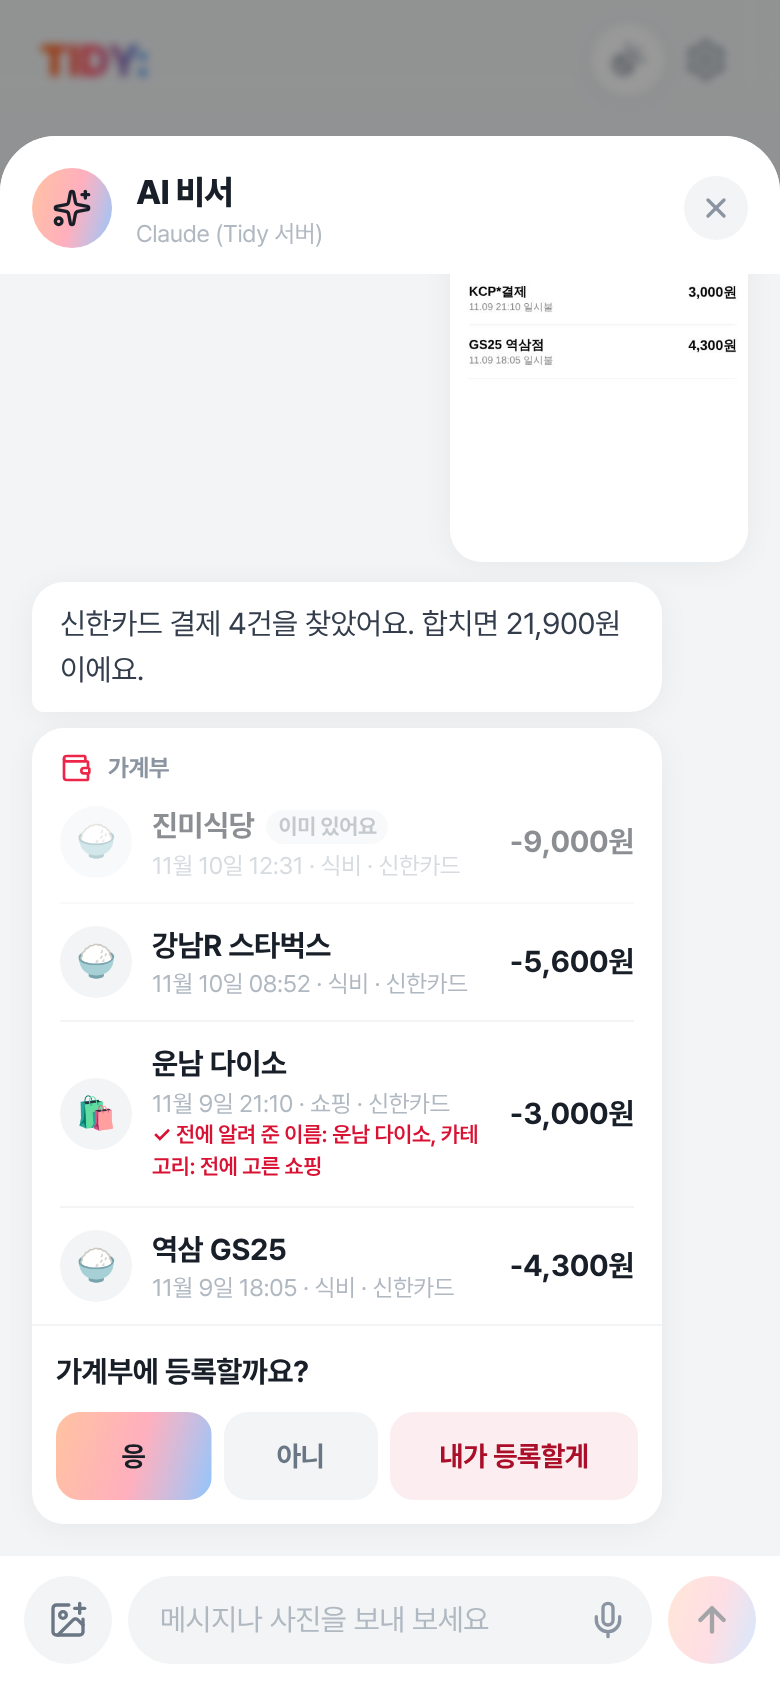 TIDY:
AI 비서
Claude (Tidy 서버)
KCP*결제 3,000원
11.09 21:10 일시불
GS25 역삼점 4,300원
11.09 18:05 일시불
신한카드 결제 4건을 찾았어요. 합치면 21,900원
이에요.
가계부
진미식당 이미 있어요
-9,000원
11월 10일 12:31 · 식비 · 신한카드
강남R 스타벅스
-5,600원
11월 10일 08:52 · 식비 · 신한카드
운남 다이소
11월 9일 21:10 · 쇼핑 · 신한카드
-3,000원
✓ 전에 알려 준 이름: 운남 다이소, 카테
고리: 전에 고른 쇼핑
역삼 GS25
-4,300원
11월 9일 18:05 · 식비 · 신한카드
가계부에 등록할까요?
응 아니 내가 등록할게
메시지나 사진을 보내 보세요